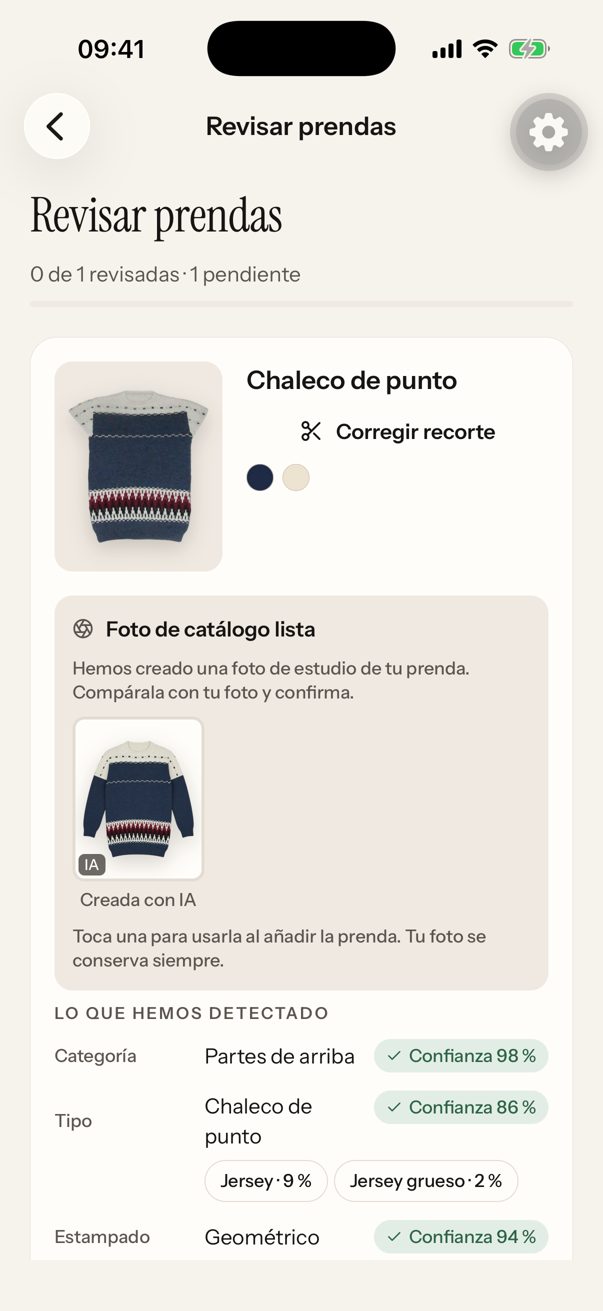 09:41
Revisar prendas
Revisar prendas
0 de 1 revisadas · 1 pendiente
Chaleco de punto
Corregir recorte
Foto de catálogo lista
Hemos creado una foto de estudio de tu prenda.
Compárala con tu foto y confirma.
IA
Creada con IA
Toca una para usarla al añadir la prenda. Tu foto se
conserva siempre.
LO QUE HEMOS DETECTADO
Categoría Partes de arriba Confianza 98 %
Tipo Chaleco de punto Confianza 86 %
Jersey · 9 % Jersey grueso · 2 %
Estampado Geométrico Confianza 94 %